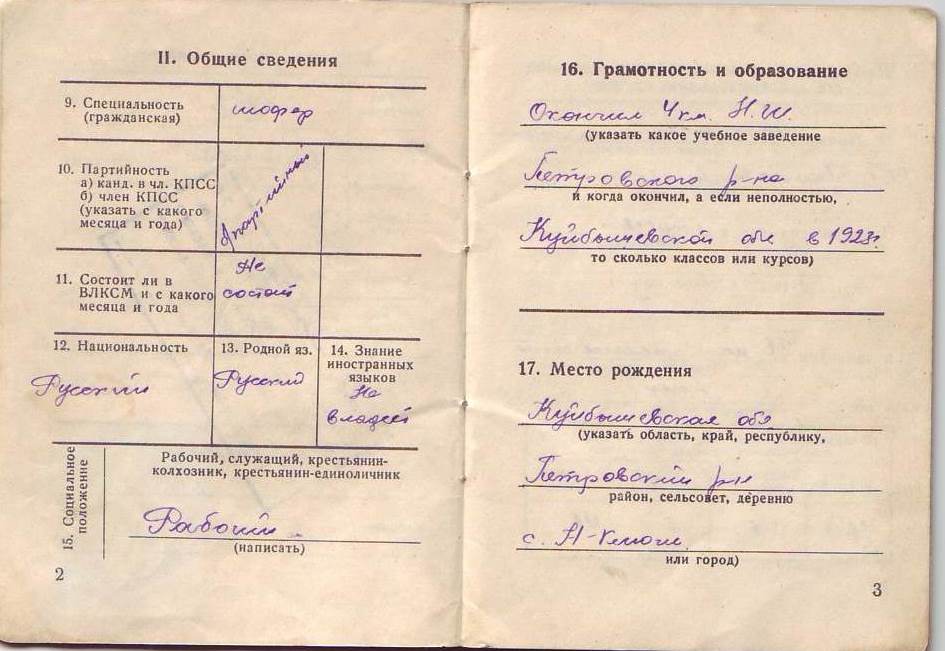 II. Общие сведения
9. Специальность
(гражданская)
шофер
10. Партийность
а) канд. в чл. КПСС
б) член КПСС
(указать с какого
месяца и года)
11. Состоит ли в
ВЛКСМ и с какого
месяца и года
Не
состоит
12. Национальность
Русский
13. Родной яз.
Русский
14. Знание
иностранных
языков
Не
владеет
15. Социальное
положение
Рабочий, служащий, крестьянин-
колхозник, крестьянин-единоличник
Рабочий
(написать)
2
16. Грамотность и образование
Окончил 4 кл. Н.Ш.
(указать какое учебное заведение
Петровского р-на
и когда окончил, а если неполностью,
Куйбышевской обл в 1923г.
то сколько классов или курсов)
17. Место рождения
Куйбышевская обл
(указать область, край, республику,
Петровский рн
район, сельсовет, деревню
с.
или город)
3